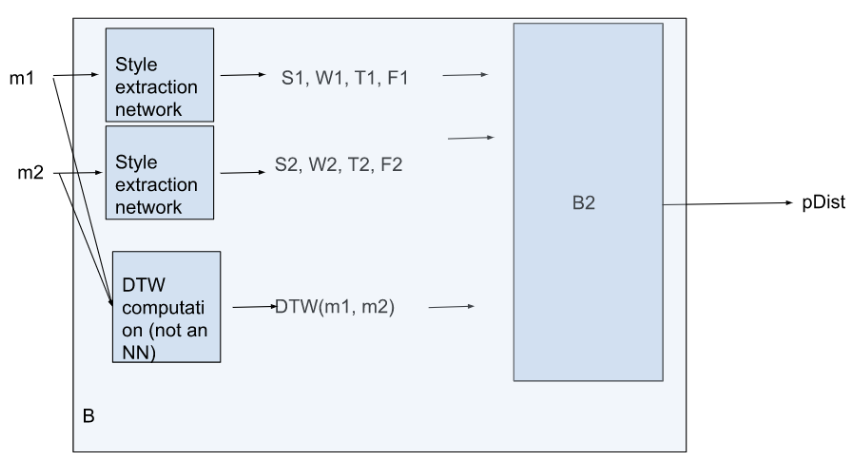 m1
Style
extraction
network
S1, W1, T1, F1
m2
Style
extraction
network
S2, W2, T2, F2
B2
pDist
DTW
computati
on (not an
NN)
DTW(m1, m2)
B